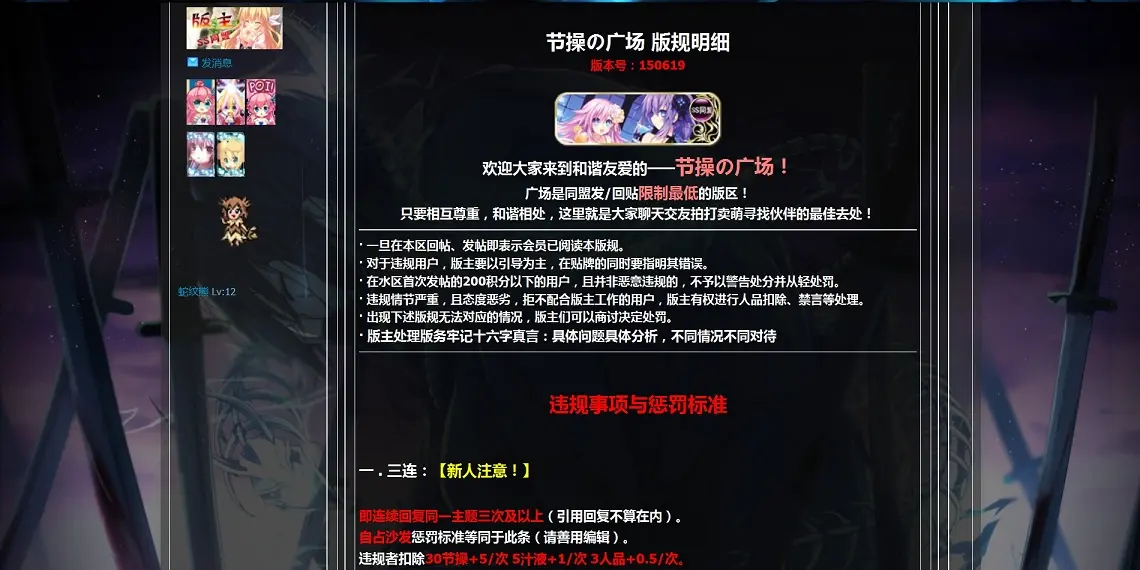 版主
SS同盟
发消息
POI!
蛇纹熊 Lv:12
节操の广场 版规明细
版本号：150619
SS同盟
欢迎大家来到和谐友爱的——节操の广场！
广场是同盟发/回贴限制最低的版区！
只要相互尊重，和谐相处，这里就是大家聊天交友拍打卖萌寻找伙伴的最佳去处！
· 一旦在本区回帖、发帖即表示会员已阅读本版规。
· 对于违规用户，版主要以引导为主，在贴牌的同时要指明其错误。
· 在水区首次发帖的200积分以下的用户，且并非恶意违规的，不予以警告处分并从轻处罚。
· 违规情节严重，且态度恶劣，拒不配合版主工作的用户，版主有权进行人品扣除、禁言等处理。
· 出现下述版规无法对应的情况，版主们可以商讨决定处罚。
· 版主处理版务牢记十六字真言：具体问题具体分析，不同情况不同对待
违规事项与惩罚标准
一 . 三连：【新人注意！】
即连续回复同一主题三次及以上（引用回复不算在内）。
自占沙发惩罚标准等同于此条（请善用编辑）。
违规者扣除30节操+5/次 5汁液+1/次 3人品+0.5/次。